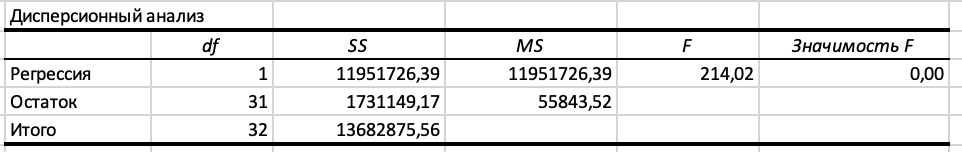 Дисперсионный анализ
df SS MS F Значимость F
Регрессия 1 11951726,39 11951726,39 214,02 0,00
Остаток 31 1731149,17 55843,52
Итого 32 13682875,56